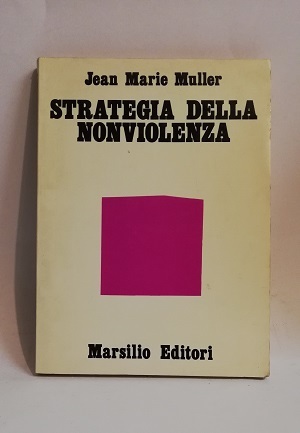 Jean Marie Muller
STRATEGIA DELLA
NONVIOLENZA
Marsilio Editori